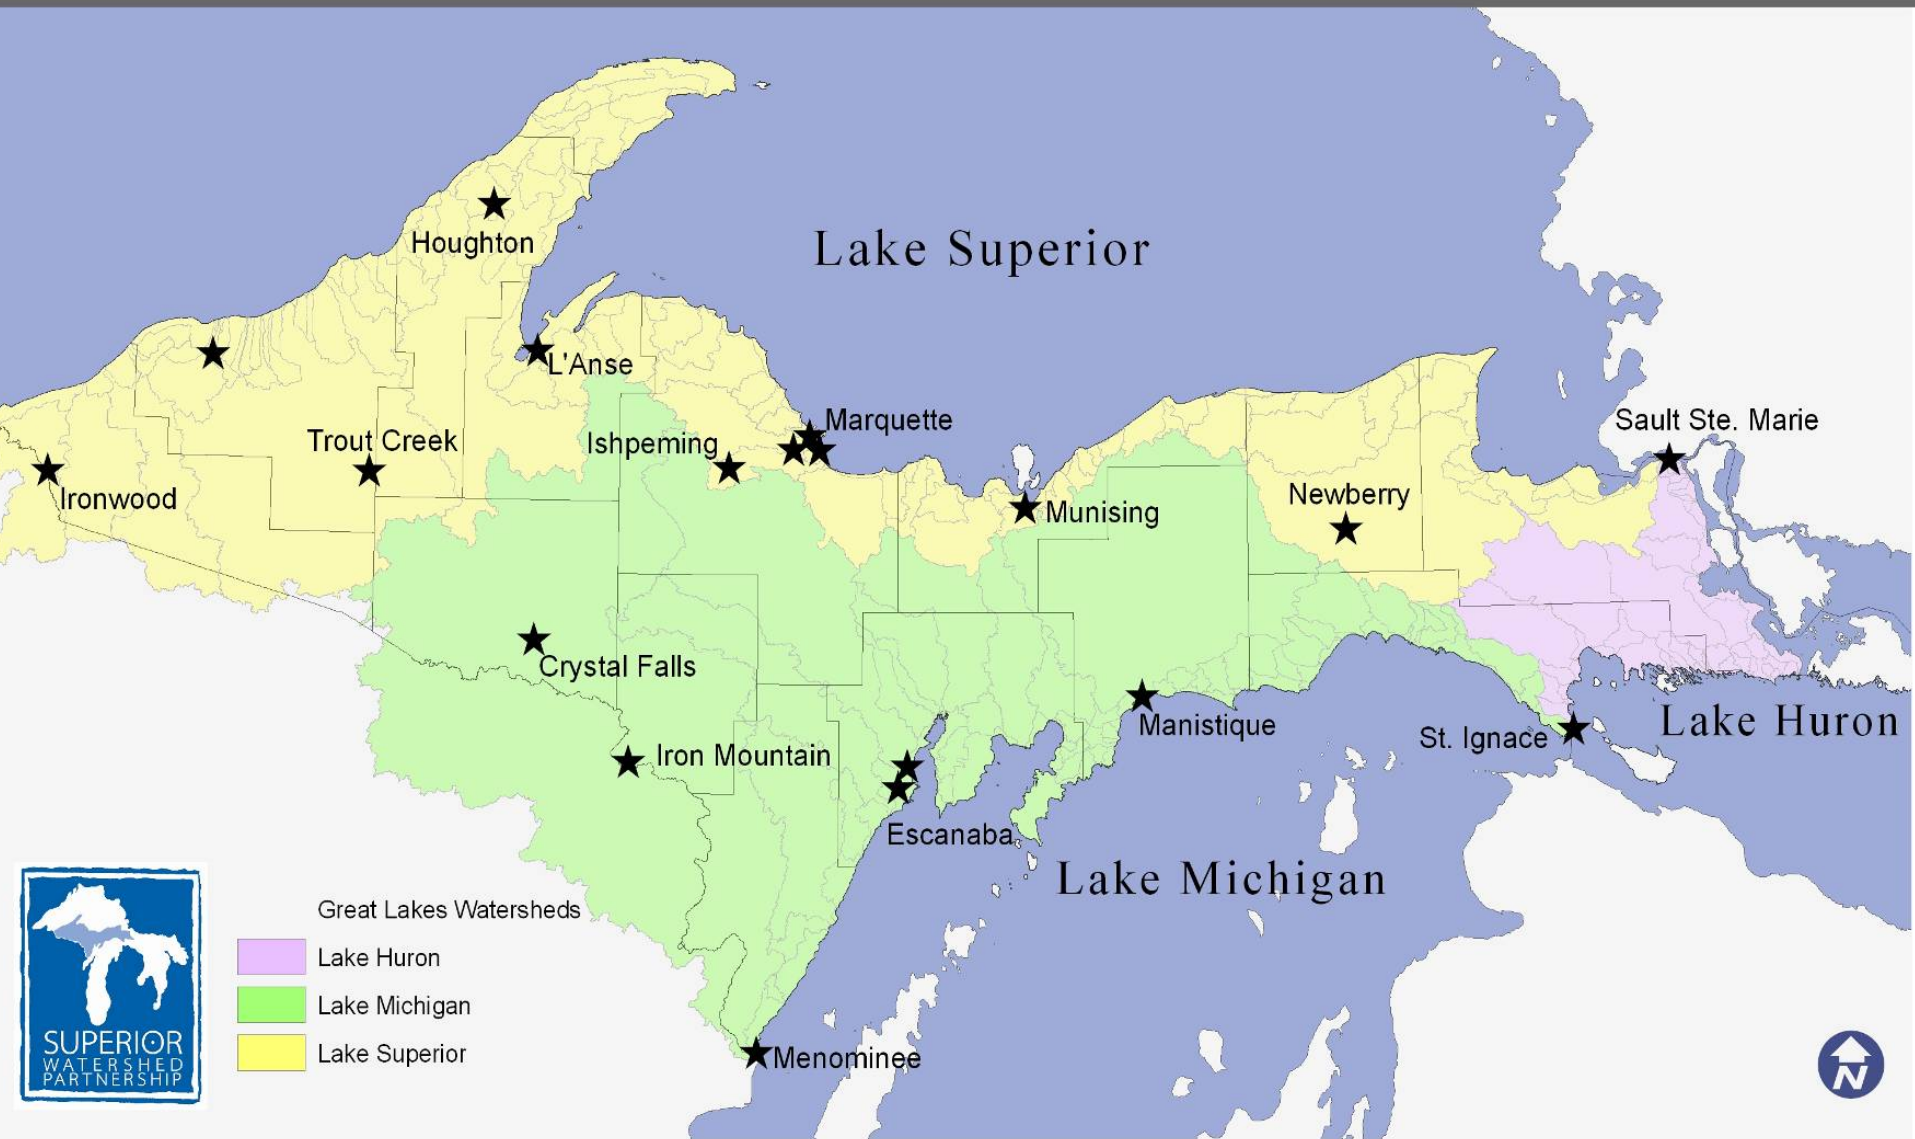 Houghton
Lake Superior
L'Anse
Marquette
Sault Ste. Marie
Trout Creek
Ishpeming
Ironwood
Newberry
Munising
Crystal Falls
Manistique
Lake Huron
St. Ignace
Iron Mountain
Escanaba
Lake Michigan
Great Lakes Watersheds
Lake Huron
Lake Michigan
Lake Superior
SUPERIOR
WATERSHED
PARTNERSHIP
Menominee
N